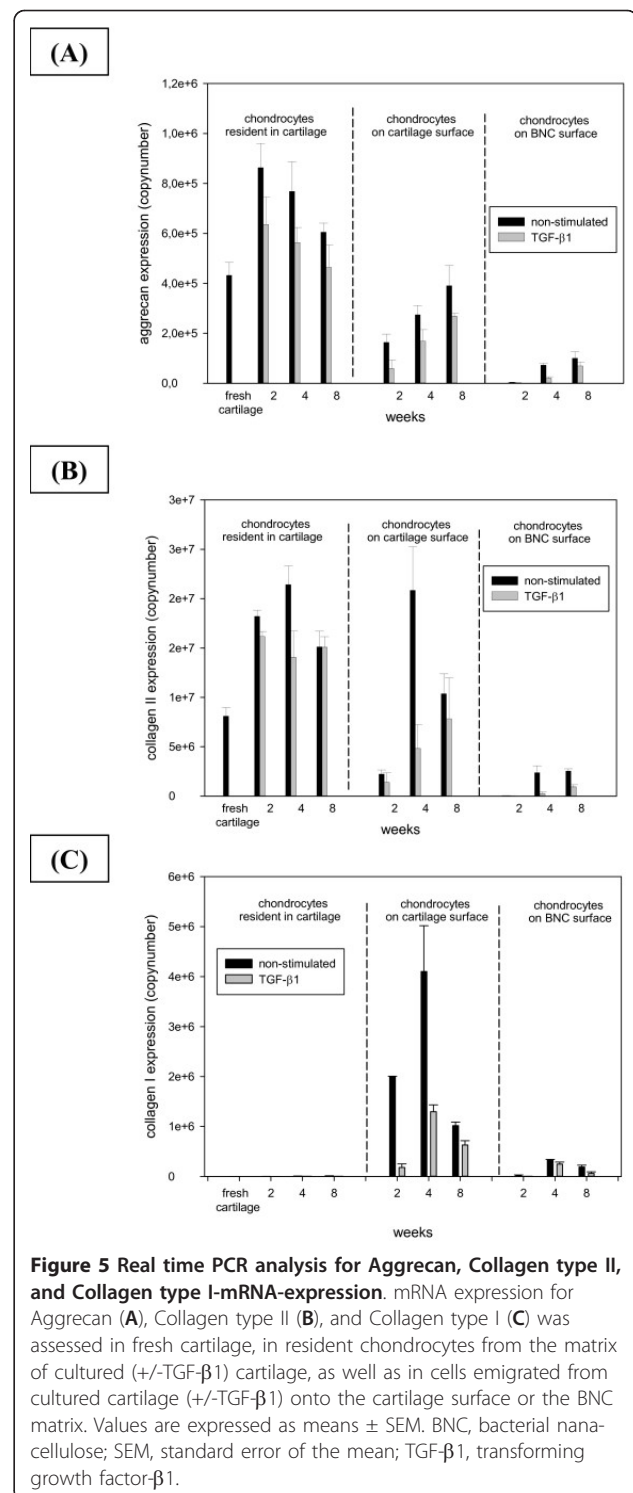 (A)
1,2e+6
1,0e+6
8,0e+5
6,0e+5
4,0e+5
2,0e+5
0,0
aggrecan expression (copynumber)
chondrocytes
resident in cartilage
chondrocytes
on cartilage surface
chondrocytes
on BNC surface
non-stimulated
TGF-β1
fresh
cartilage
2 4 8
2 4 8
2 4 8
weeks
(B)
3e+7
3e+7
2e+7
2e+7
1e+7
5e+6
0
collagen II expression (copynumber)
chondrocytes
resident in cartilage
chondrocytes
on cartilage surface
chondrocytes
on BNC surface
non-stimulated
TGF-β1
fresh
cartilage
2 4 8
2 4 8
2 4 8
weeks
(C)
6e+6
5e+6
4e+6
3e+6
2e+6
1e+6
0
collagen I expression (copynumber)
chondrocytes
resident in cartilage
chondrocytes
on cartilage surface
chondrocytes
on BNC surface
non-stimulated
TGF-β1
fresh
cartilage
2 4 8
2 4 8
2 4 8
weeks
Figure 5 Real time PCR analysis for Aggrecan, Collagen type II,
and Collagen type I-mRNA-expression. mRNA expression for
Aggrecan (A), Collagen type II (B), and Collagen type I (C) was
assessed in fresh cartilage, in resident chondrocytes from the matrix
of cultured (+/-TGF-β1) cartilage, as well as in cells emigrated from
cultured cartilage (+/-TGF-β1) onto the cartilage surface or the BNC
matrix. Values are expressed as means ± SEM. BNC, bacterial nana-
cellulose; SEM, standard error of the mean; TGF-β1, transforming
growth factor-β1.